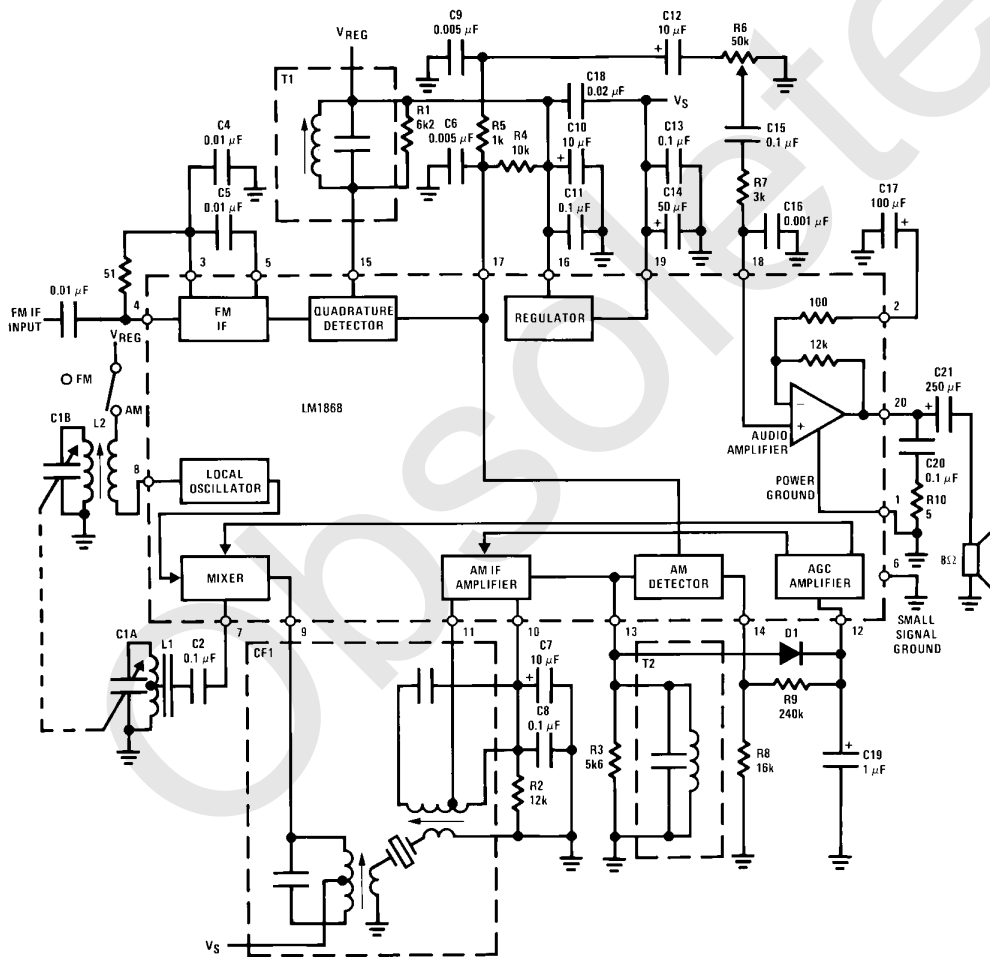 C9
0.005 μF
C12
10 μF
R6
50k
VREG
T1
C18
0.02 μF
VS
R1
6k2
C4
0.01 μF
C6
0.005 μF
R5
1k
R4
10k
C10
10 μF
C13
0.1 μF
C15
0.1 μF
C5
0.01 μF
C11
0.1 μF
C14
50 μF
R7
3k
C16
0.001 μF
C17
100 μF
51
3
5
15
17
16
19
18
0.01 μF
4
2
FM IF
INPUT
FM
IF
QUADRATURE
DETECTOR
REGULATOR
100
12k
VREG
FM
AM
LM1868
C1B
L2
8
LOCAL
OSCILLATOR
AUDIO
AMPLIFIER
20
C21
250 μF
C20
0.1 μF
POWER
GROUND
1
R10
5
8Ω
MIXER
AM IF
AMPLIFIER
AM
DETECTOR
AGC
AMPLIFIER
6
SMALL
SIGNAL
GROUND
7
9
11
10
13
14
12
C1A
L1
C2
0.1 μF
CF1
C7
10 μF
C8
0.1 μF
T2
D1
R9
240k
R3
5k6
R2
12k
R8
16k
C19
1 μF
VS
Obsolete